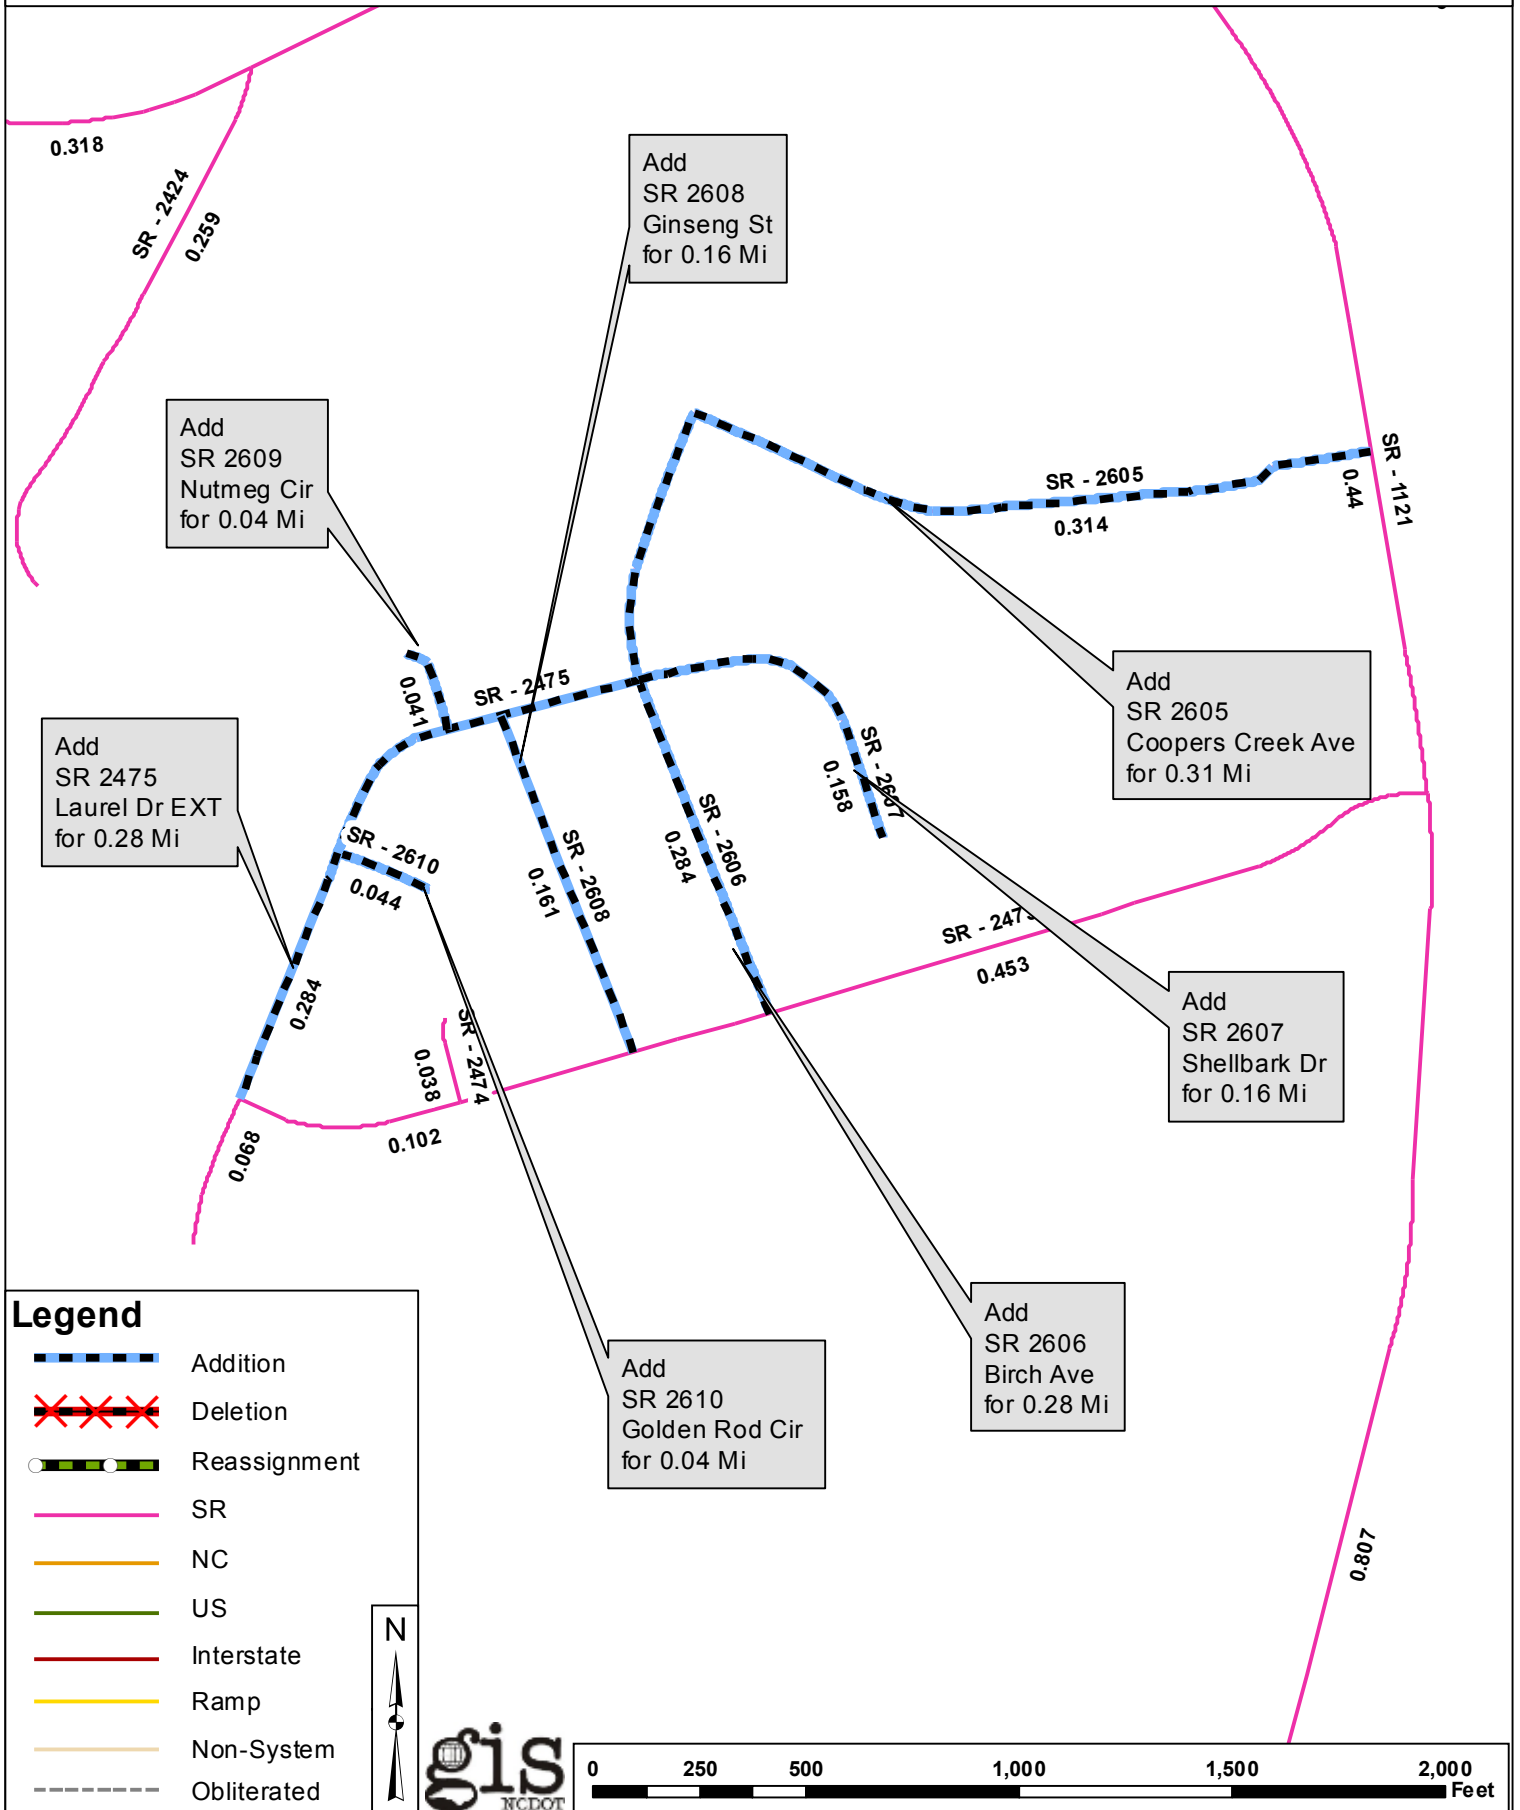 0.318
SR - 2424
0.259
Add
SR 2608
Ginseng St
for 0.16 Mi
Add
SR 2609
Nutmeg Cir
for 0.04 Mi
SR - 2605
0.314
0.44
SR - 1121
Add
SR 2605
Coopers Creek Ave
for 0.31 Mi
0.041
SR - 2475
Add
SR 2475
Laurel Dr EXT
for 0.28 Mi
SR - 2610
0.044
0.284
SR - 2608
0.161
SR - 2606
0.284
SR - 2607
0.158
SR - 247
0.453
Add
SR 2607
Shellbark Dr
for 0.16 Mi
SR - 2474
0.038
0.102
0.068
Add
SR 2606
Birch Ave
for 0.28 Mi
Add
SR 2610
Golden Rod Cir
for 0.04 Mi
0.807
Legend
Addition
Deletion
Reassignment
SR
NC
US
Interstate
Ramp
Non-System
Obliterated
N
gis
NCDOT
0 250 500 1,000 1,500 2,000
Feet